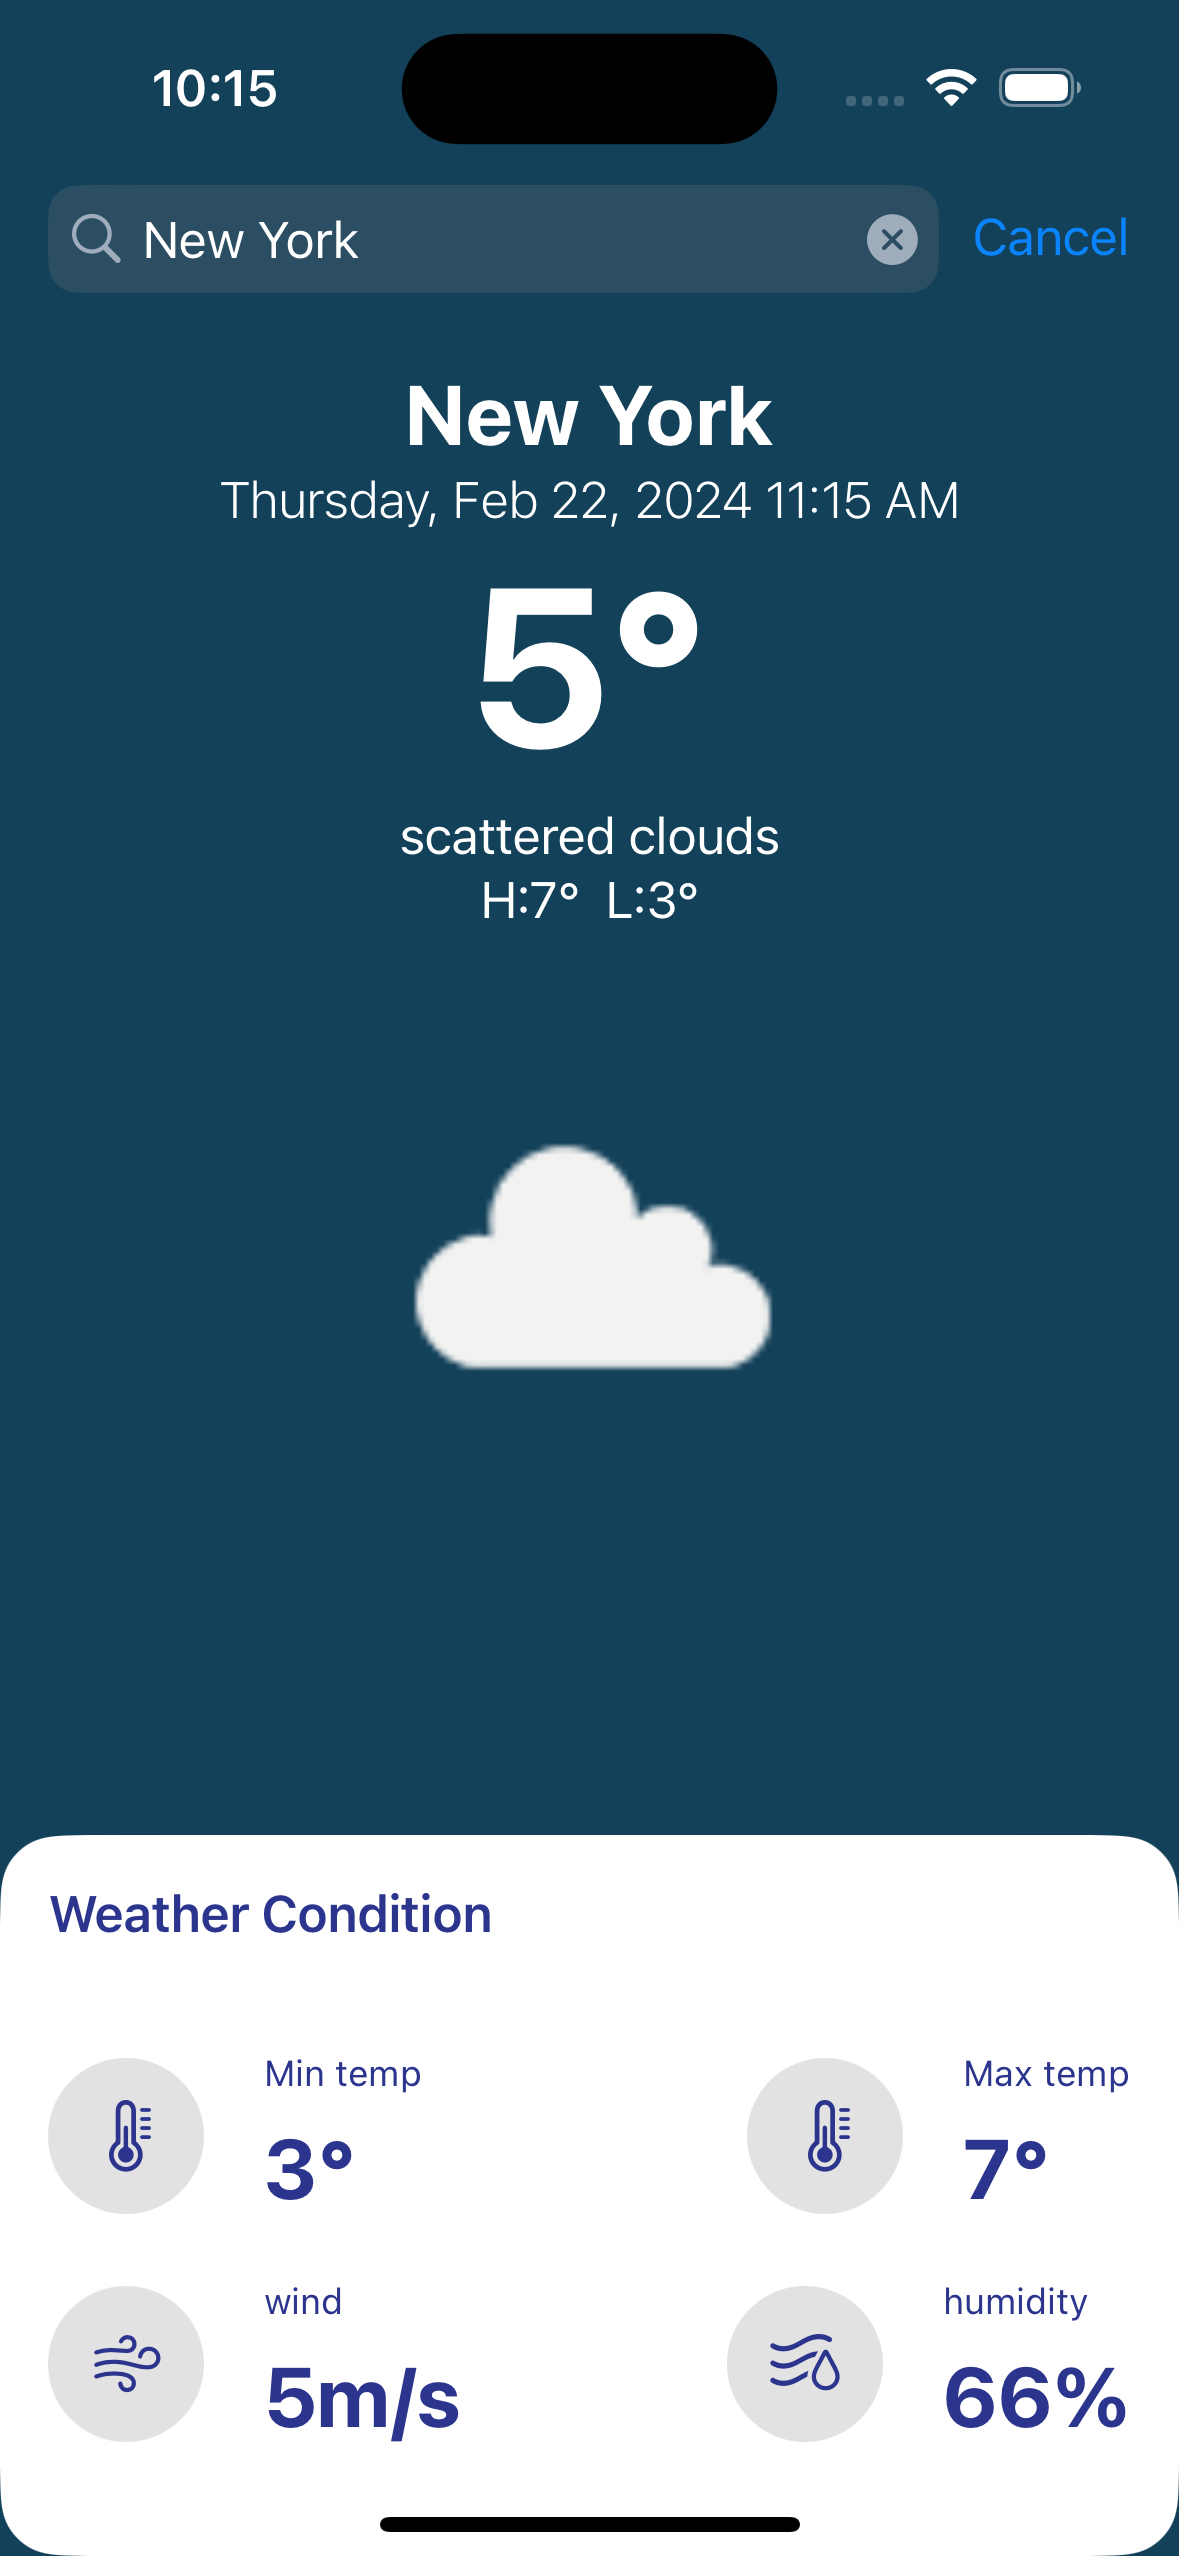 10:15
New York Cancel
New York
Thursday, Feb 22, 2024 11:15 AM
5°
scattered clouds
H:7° L:3°
Weather Condition
Min temp Max temp
3° 7°
wind humidity
5m/s 66%